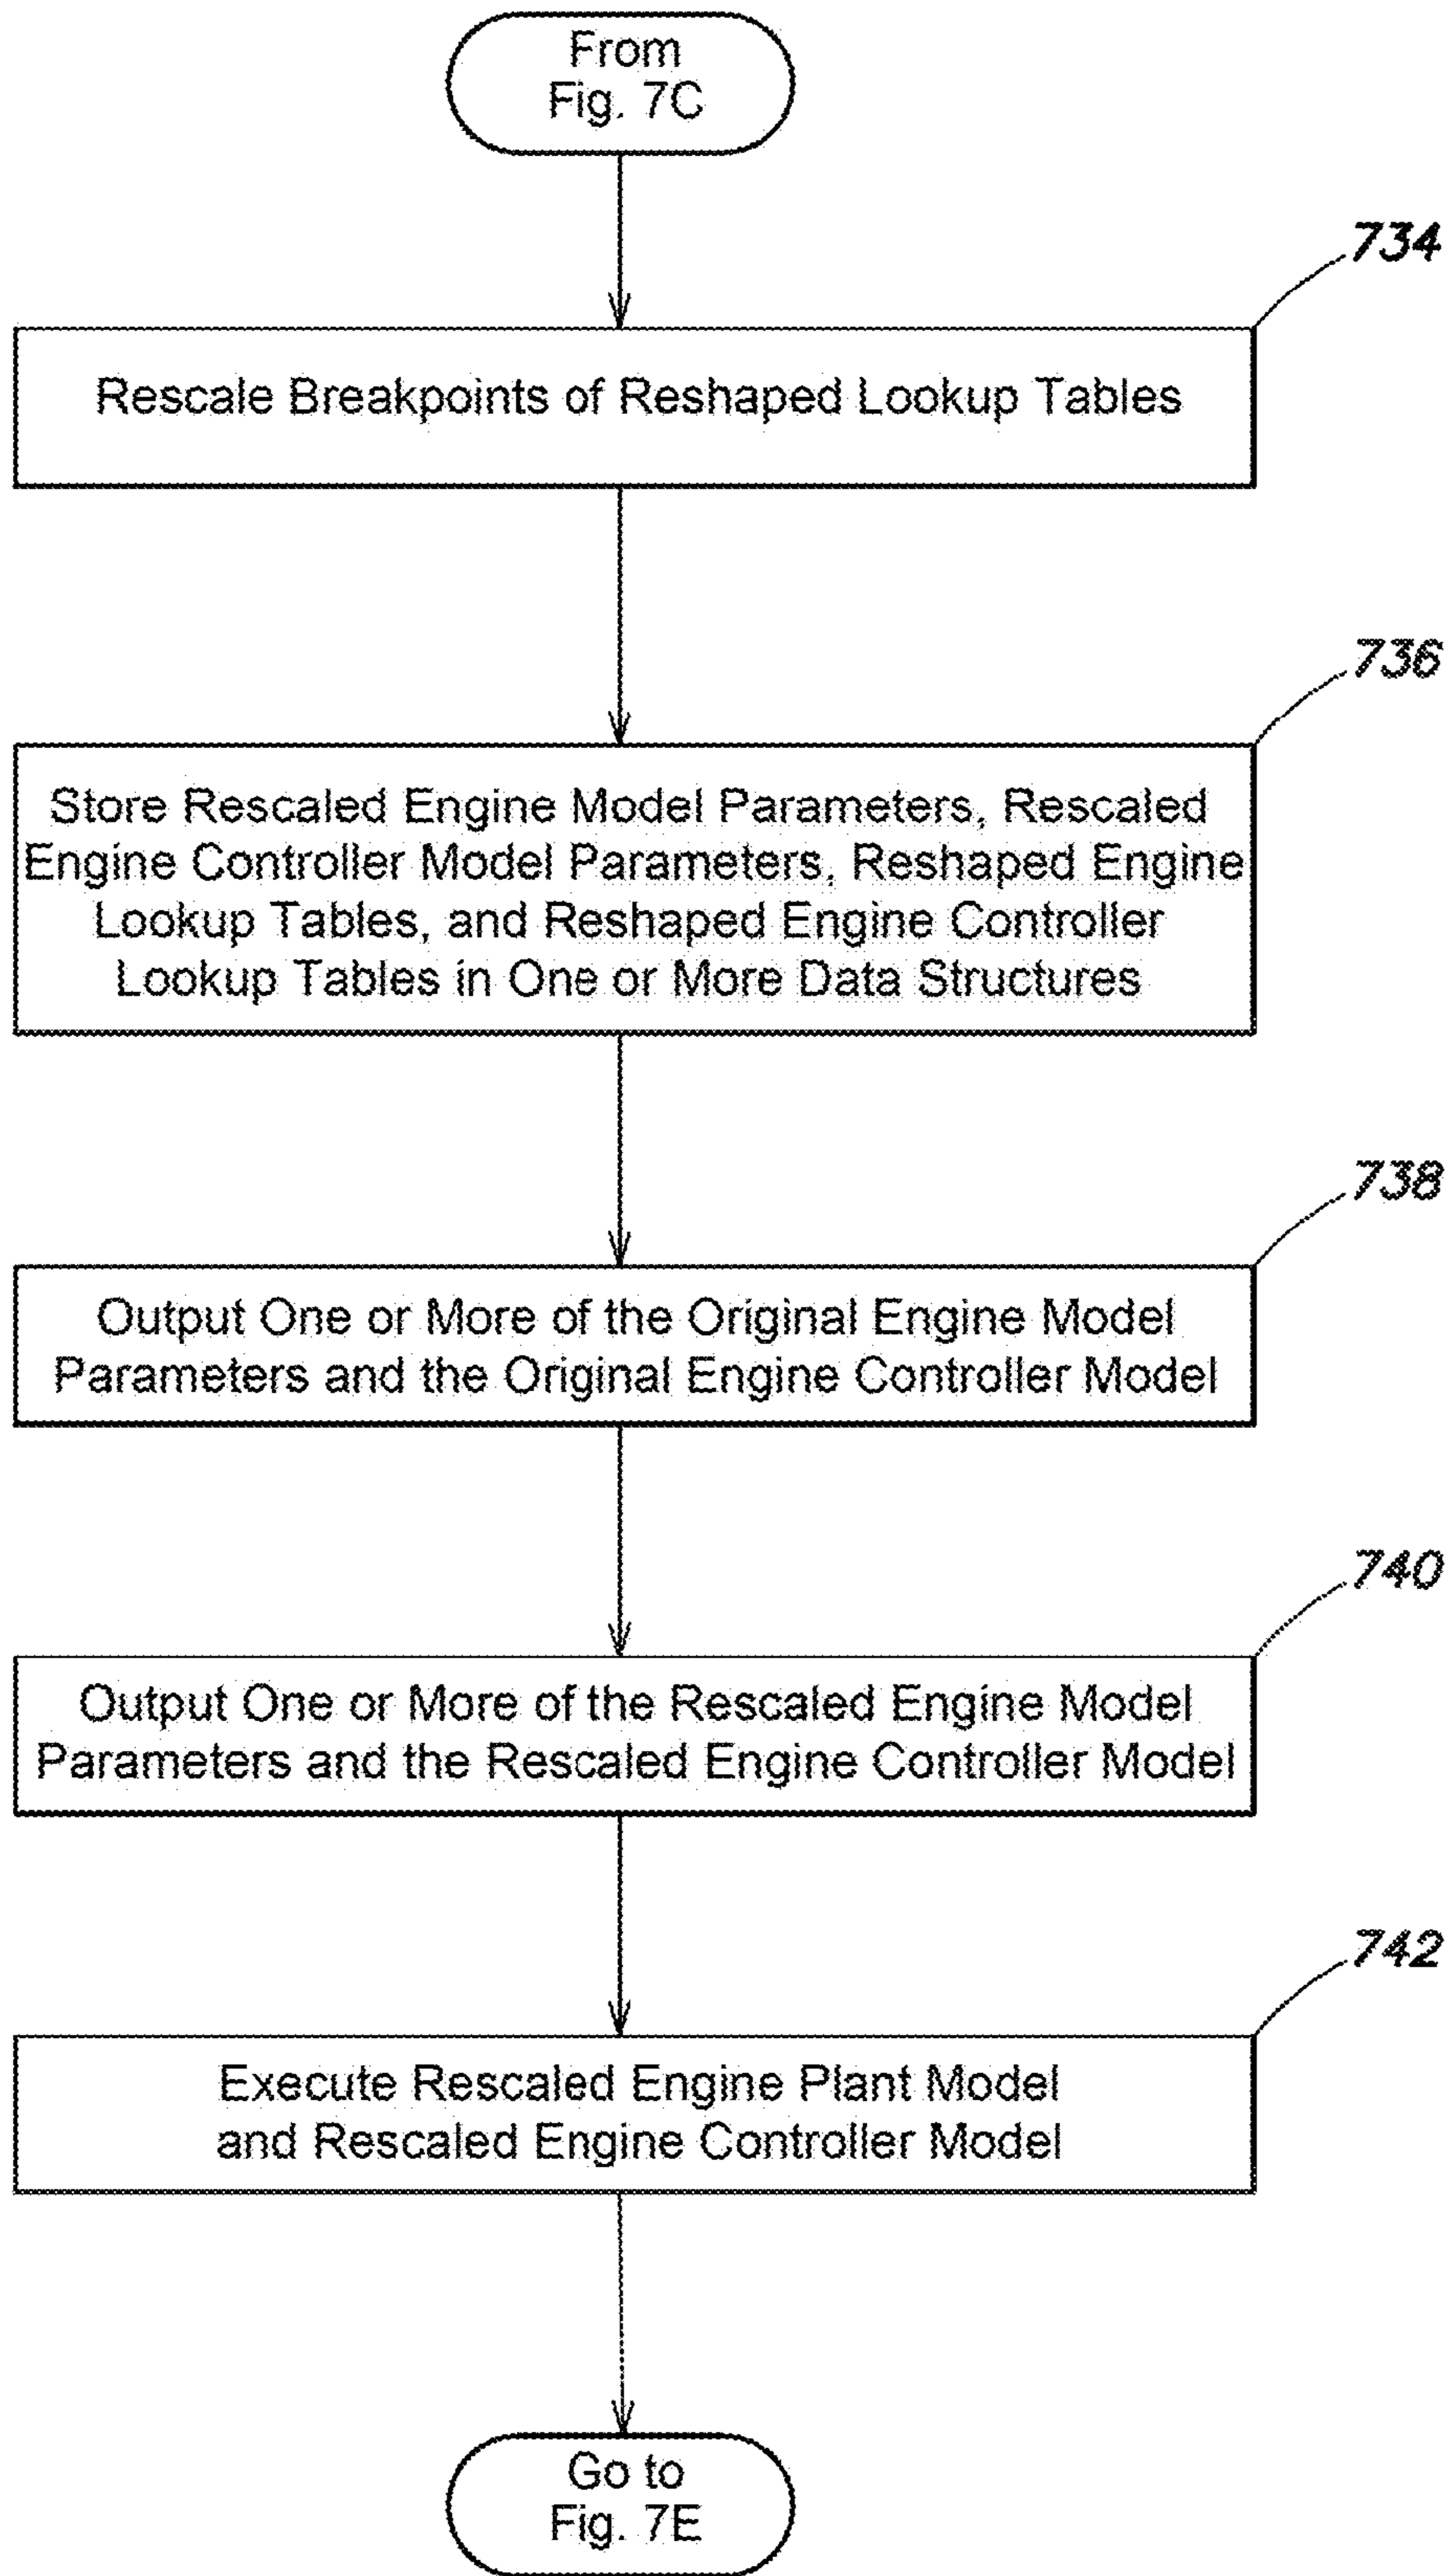 From
Fig. 7C
734
Rescale Breakpoints of Reshaped Lookup Tables
736
Store Rescaled Engine Model Parameters, Rescaled
Engine Controller Model Parameters, Reshaped Engine
Lookup Tables, and Reshaped Engine Controller
Lookup Tables in One or More Data Structures
738
Output One or More of the Original Engine Model
Parameters and the Original Engine Controller Model
740
Output One or More of the Rescaled Engine Model
Parameters and the Rescaled Engine Controller Model
742
Execute Rescaled Engine Plant Model
and Rescaled Engine Controller Model
Go to
Fig. 7E